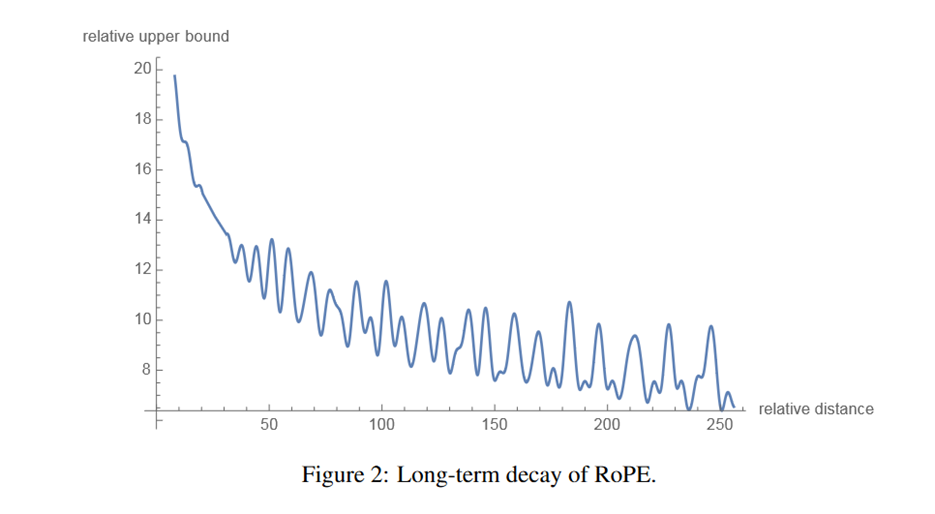 relative upper bound
20
18
16
14
12
10
8
50 100 150 200 250 relative distance
Figure 2: Long-term decay of RoPE.